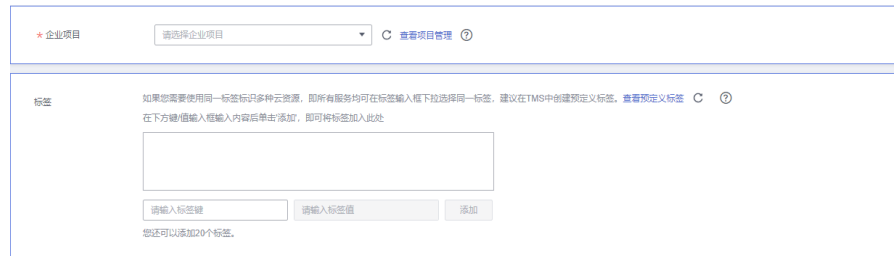 * 企业项目 请选择企业项目 查看项目管理 ?
标签 如果您需要使用同一标签标识多种云资源，即所有服务均可在标签输入框下拉选择同一标签，建议在TMS中创建预定义标签。查看预定义标签 ?
在下方键/值输入框输入内容后单击'添加'，即可将标签加入此处
请输入标签键 请输入标签值 添加
您还可以添加20个标签。